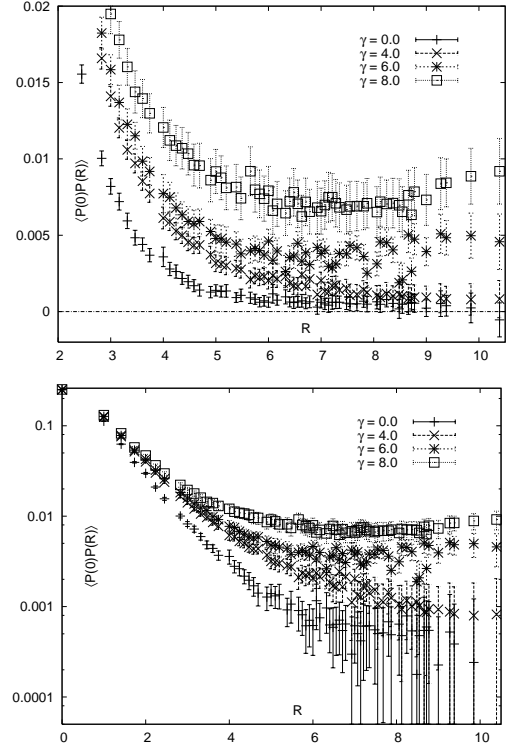 0.02
0.015
0.01
0.005
0
⟨P(0)P(R)⟩
γ = 0.0
γ = 4.0
γ = 6.0
γ = 8.0
R
2 3 4 5 6 7 8 9 10
0.1
0.01
0.001
0.0001
⟨P(0)P(R)⟩
γ = 0.0
γ = 4.0
γ = 6.0
γ = 8.0
R
0 2 4 6 8 10